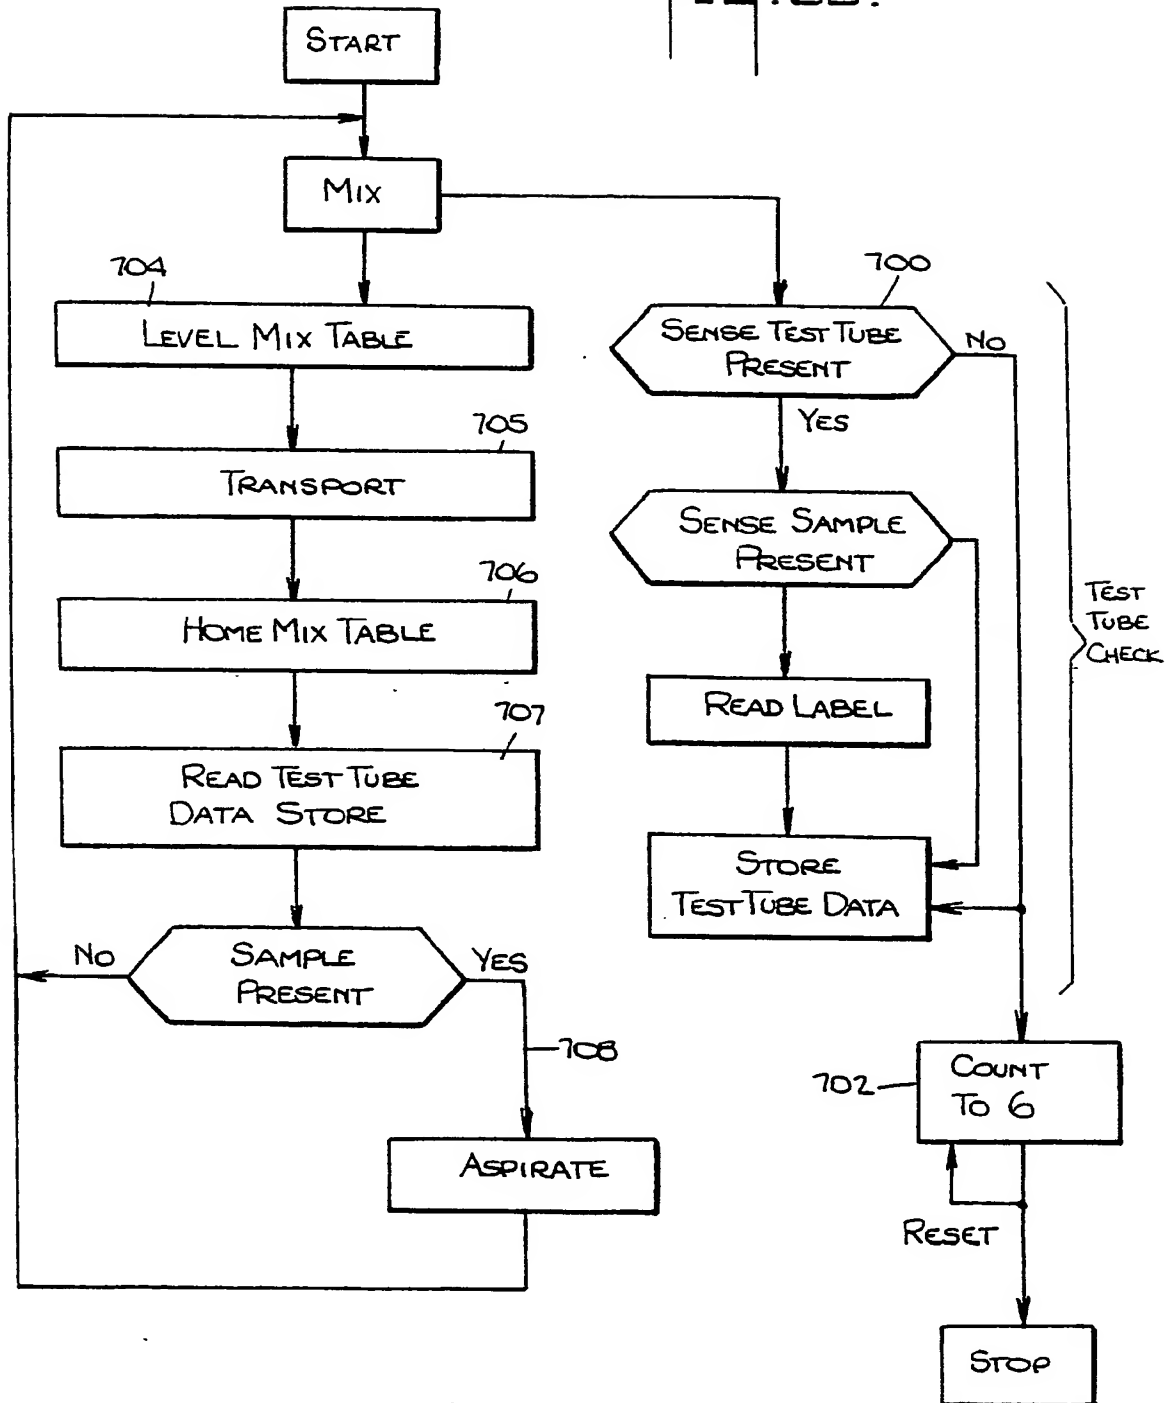 START
MIX
704
LEVEL MIX TABLE
705
TRANSPORT
706
HOME MIX TABLE
707
READ TEST TUBE
DATA STORE
SAMPLE
PRESENT
NO
YES
708
ASPIRATE
700
SENSE TEST TUBE
PRESENT
NO
YES
SENSE SAMPLE
PRESENT
READ LABEL
STORE
TEST TUBE DATA
TEST
TUBE
CHECK
702
COUNT
TO 6
RESET
STOP